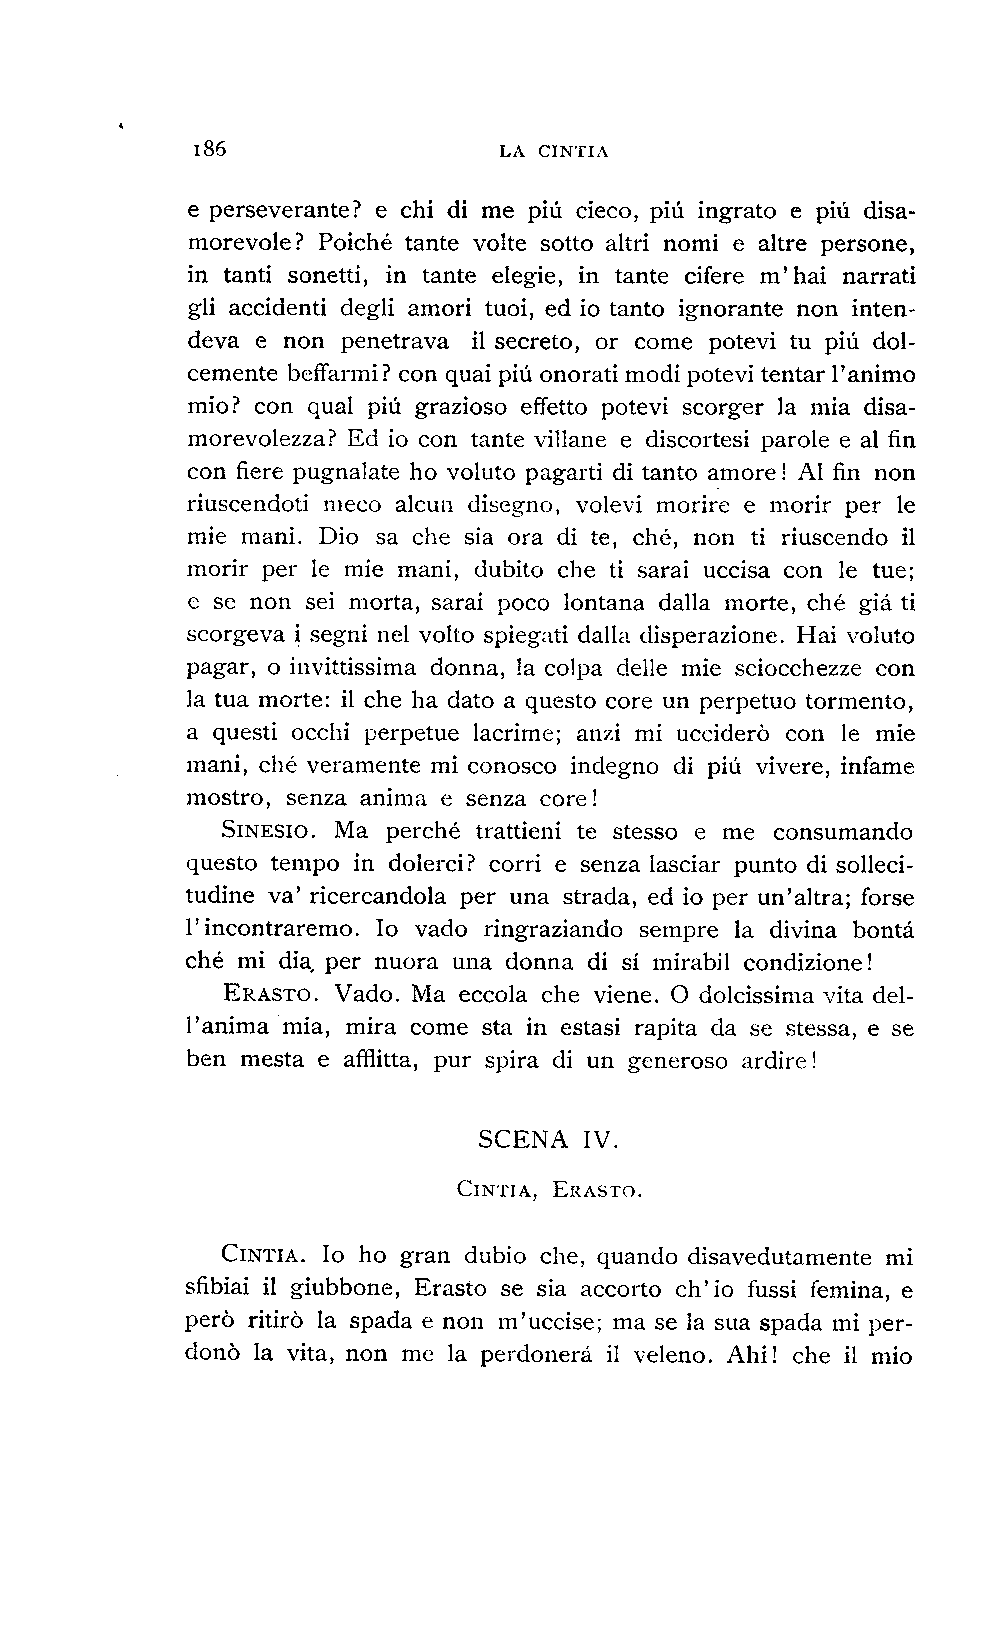 186 LA CINTIA
e perseverante? e chi di me piú cieco, piú ingrato e piú disa-
morevole? Poiché tante volte sotto altri nomi e altre persone,
in tanti sonetti, in tante elegie, in tante cifere m'hai narrati
gli accidenti degli amori tuoi, ed io tanto ignorante non inten-
deva e non penetrava il secreto, or come potevi tu piú dol-
cemente beffarmi? con quai piú onorati modi potevi tentar l'animo
mio? con qual piú grazioso effetto potevi scorger la mia disa-
morevolezza? Ed io con tante villane e discortesi parole e al fin
con fiere pugnalate ho voluto pagarti di tanto amore! Al fin non
riuscendoti meco alcun disegno, volevi morire e morir per le
mie mani. Dio sa che sia ora di te, ché, non ti riuscendo il
morir per le mie mani, dubito che ti sarai uccisa con le tue;
e se non sei morta, sarai poco lontana dalla morte, ché giá ti
scorgeva i segni nel volto spiegati dalla disperazione. Hai voluto
pagar, o invittissima donna, la colpa delle mie sciocchezze con
la tua morte: il che ha dato a questo core un perpetuo tormento,
a questi occhi perpetue lacrime; anzi mi ucciderò con le mie
mani, ché veramente mi conosco indegno di piú vivere, infame
mostro, senza anima e senza core!
SINESIO. Ma perché trattieni te stesso e me consumando
questo tempo in dolerci? corri e senza lasciar punto di solleci-
tudine va' ricercandola per una strada, ed io per un'altra; forse
l'incontraremo. Io vado ringraziando sempre la divina bontá
ché mi dia, per nuora una donna di sí mirabil condizione!
ERASTO. Vado. Ma eccola che viene. O dolcissima vita del-
l'anima mia, mira come sta in estasi rapita da se stessa, e se
ben mesta e afflitta, pur spira di un generoso ardire!
SCENA IV.
CINTIA, ERASTO.
CINTIA. Io ho gran dubio che, quando disavedutamente mi
sfibiai il giubbone, Erasto se sia accorto ch'io fussi femina, e
però ritirò la spada e non m'uccise; ma se la sua spada mi per-
donò la vita, non me la perdonerá il veleno. Ahi! che il mio